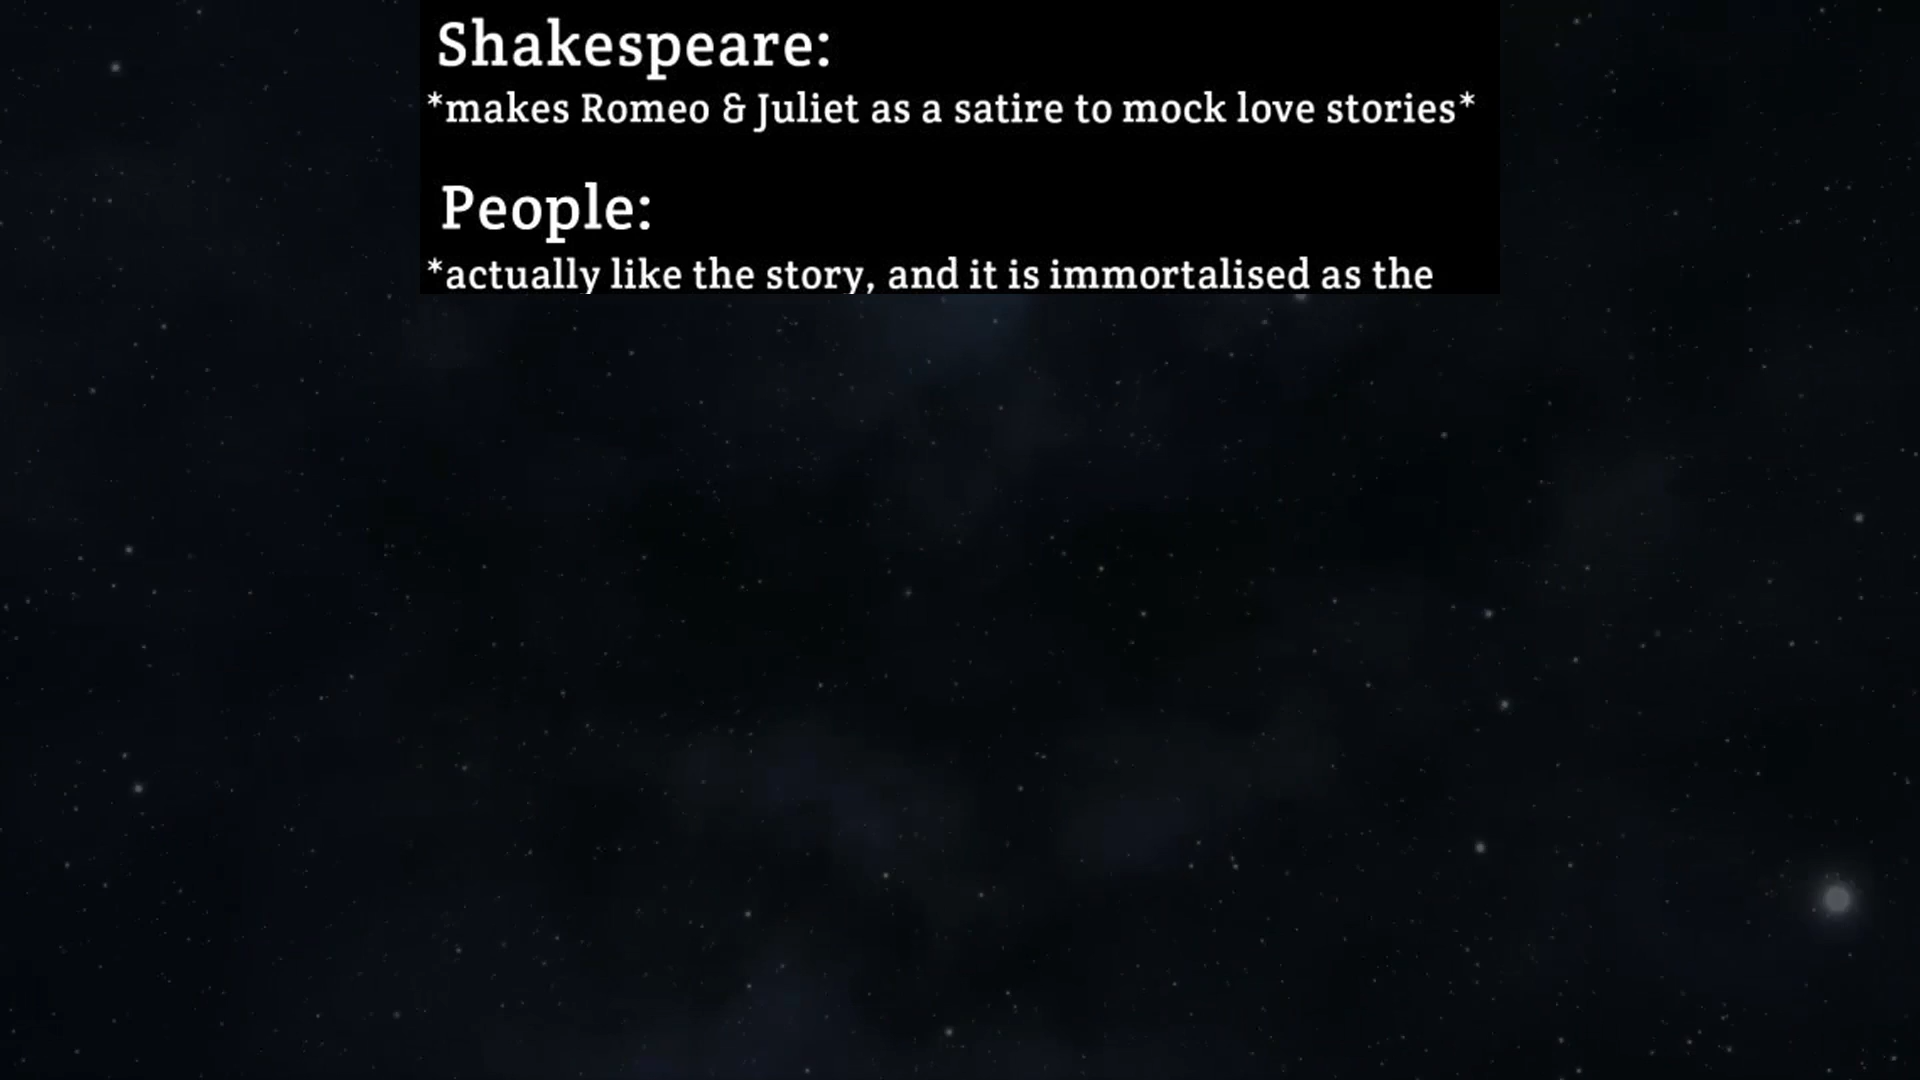 Shakespeare:
*makes Romeo & Juliet as a satire to mock love stories*
People:
*actually like the story, and it is immortalised as the